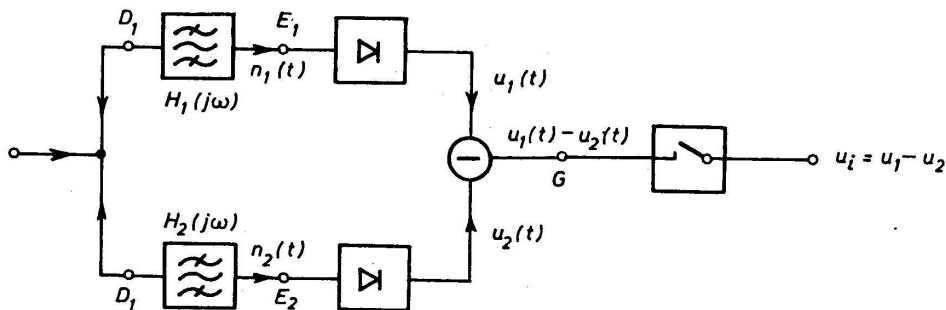 D₁
E₁
n₁(t)
H₁(jω)
u₁(t)
u₁(t) – u₂(t)
G
uᵢ = u₁ – u₂
H₂(jω)
n₂(t)
u₂(t)
D₁
E₂